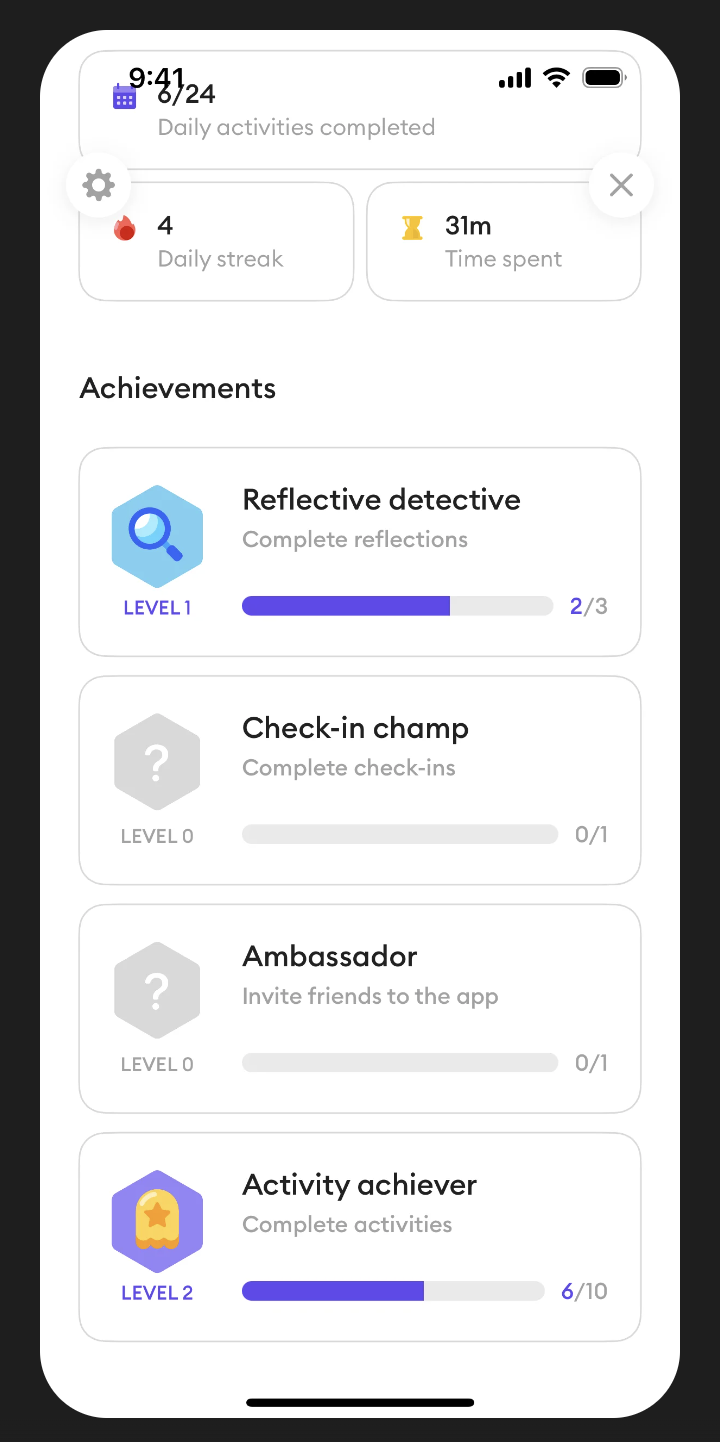 9:41
6/24
Daily activities completed
4
Daily streak
31m
Time spent
Achievements
Reflective detective
Complete reflections
LEVEL 1
2/3
Check-in champ
?
Complete check-ins
LEVEL 0
0/1
Ambassador
?
Invite friends to the app
LEVEL 0
0/1
Activity achiever
Complete activities
LEVEL 2
6/10